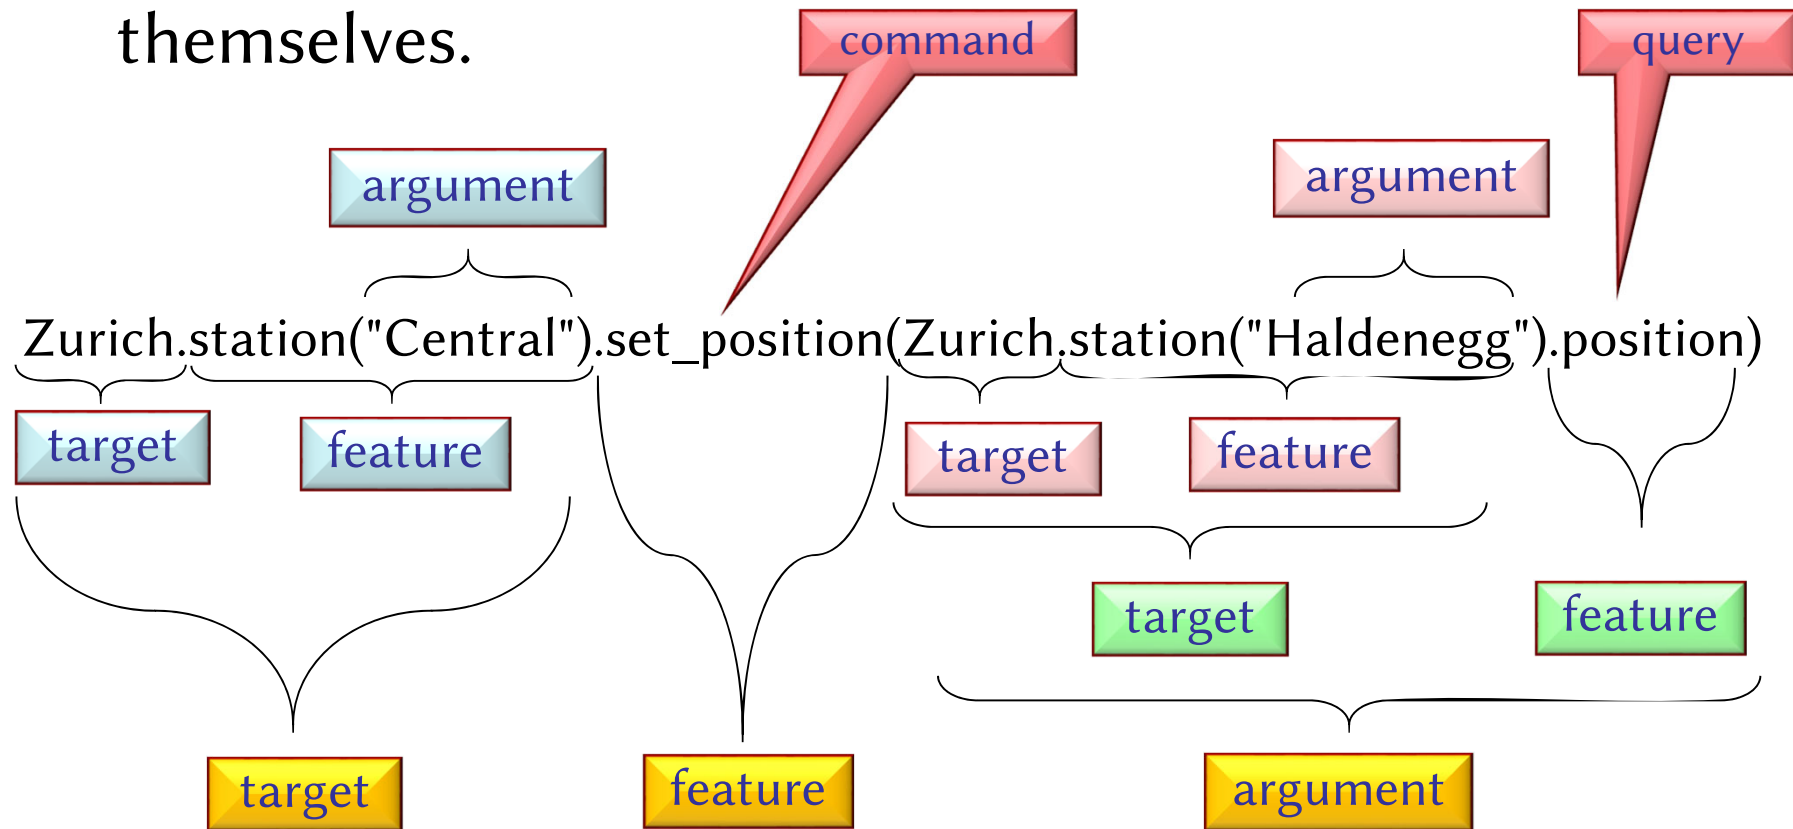 themselves.
command
query
argument
argument
Zurich.station("Central").set_position(Zurich.station("Haldenegg").position)
target
feature
target
feature
target
feature
target
feature
argument